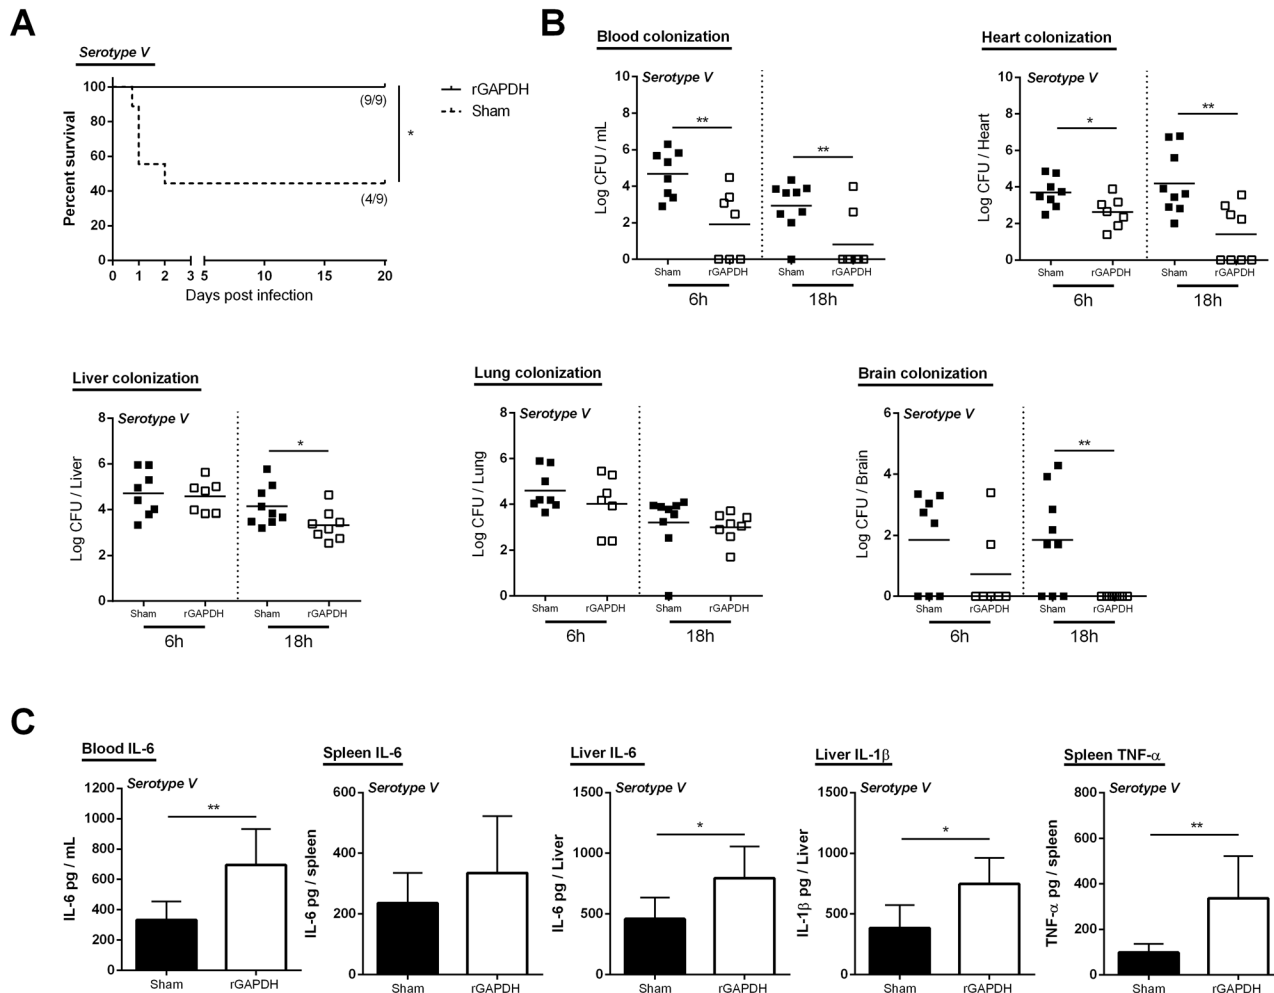 A
Serotype V
Percent survival
100
80
60
40
20
0
0 1 2 3 5 10 15 20
Days post infection
(9/9)
(4/9)
*
rGAPDH
Sham
B
Blood colonization
Serotype V
Log CFU / mL
10
8
6
4
2
0
**
**
Sham rGAPDH Sham rGAPDH
6h 18h
Heart colonization
Serotype V
Log CFU / Heart
10
8
6
4
2
0
*
**
Sham rGAPDH Sham rGAPDH
6h 18h
Liver colonization
Serotype V
Log CFU / Liver
8
6
4
2
0
*
Sham rGAPDH Sham rGAPDH
6h 18h
Lung colonization
Serotype V
Log CFU / Lung
8
6
4
2
0
Sham rGAPDH Sham rGAPDH
6h 18h
Brain colonization
Serotype V
Log CFU / Brain
6
4
2
0
**
Sham rGAPDH Sham rGAPDH
6h 18h
C
Blood IL-6
Serotype V
IL-6 pg / mL
1200
1000
800
600
400
200
0
**
Sham rGAPDH
Spleen IL-6
Serotype V
IL-6 pg / spleen
600
400
200
0
Sham rGAPDH
Liver IL-6
Serotype V
IL-6 pg / Liver
1500
1000
500
0
*
Sham rGAPDH
Liver IL-1β
Serotype V
IL-1β pg / Liver
1500
1000
500
0
*
Sham rGAPDH
Spleen TNF-α
Serotype V
TNF-α pg / spleen
800
600
400
200
0
**
Sham rGAPDH